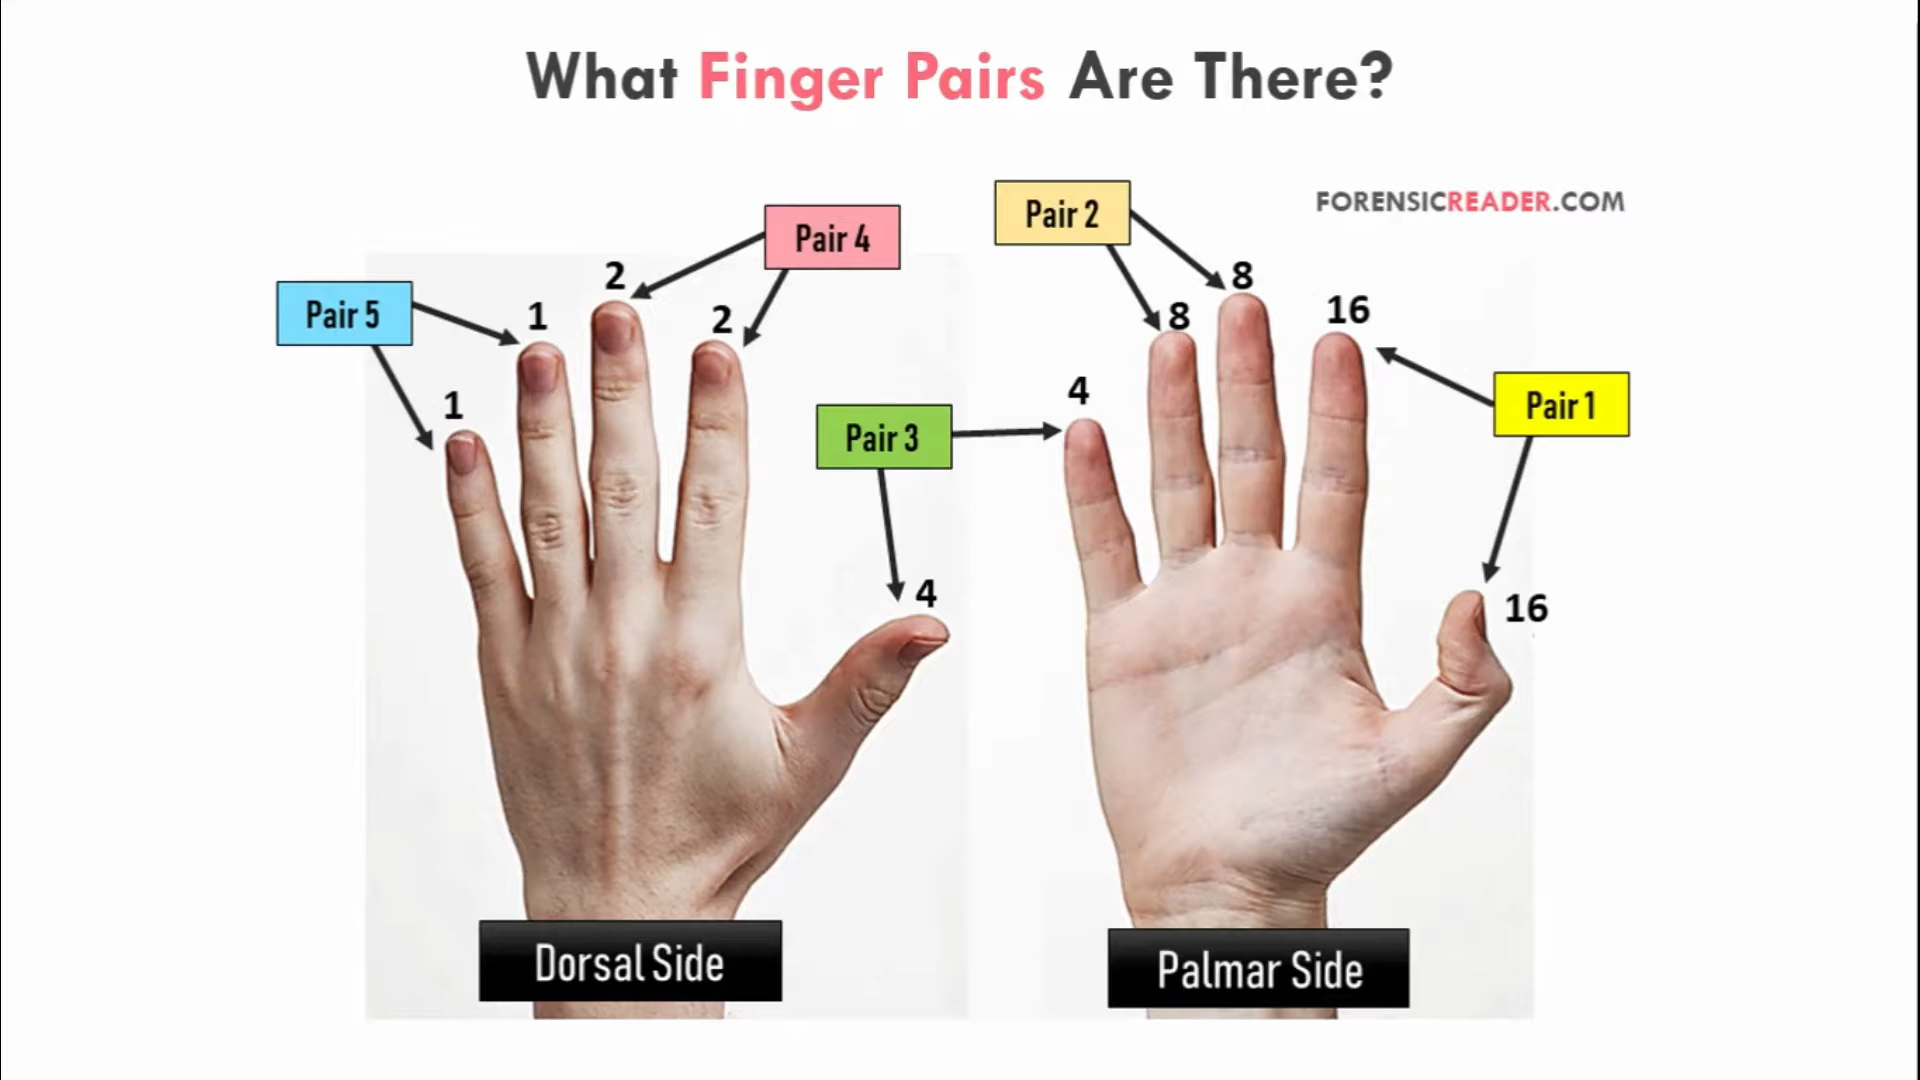 What Finger Pairs Are There?
FORENSICREADER.COM
Pair 5
Pair 4
Pair 2
Pair 3
Pair 1
1
1
2
2
4
4
8
8
16
16
Dorsal Side
Palmar Side